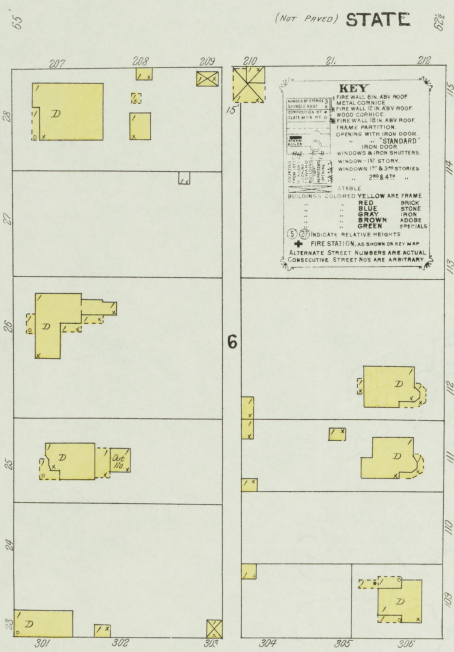 (NOT PAVED) STATE
65'
62½
207 208 209 210 21. 212
28
D
15
115
KEY
FIRE WALL 6 IN. ABV ROOF
METAL CORNICE
FIRE WALL 12 IN. ABV ROOF
WOOD CORNICE
FIRE WALL 18 IN. ABV ROOF
FRAME PARTITION.
OPENING WITH IRON DOOR.
" " "STANDARD"
IRON DOOR
WINDOWS & IRON SHUTTERS.
WINDOW - 1ST STORY.
WINDOWS 1ST & 3RD STORIES
" 2ND & 4TH "
STABLE
BUILDINGS COLORED YELLOW ARE FRAME
" " RED " BRICK
" " BLUE " STONE
" " GRAY " IRON
" " BROWN " ADOBE
" " GREEN " SPECIALS
INDICATE RELATIVE HEIGHTS
FIRE STATION, AS SHOWN ON KEY MAP
ALTERNATE STREET NUMBERS ARE ACTUAL
CONSECUTIVE STREET NOS ARE ARBITRARY.
114
27
113
26
D
6
D
112
25
D
Out Ho.
D
111
24
110
23
D
D
109
301 302 303 304 305 306